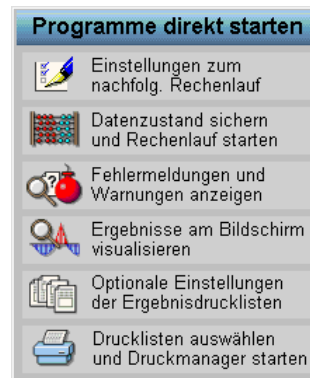 Programme direkt starten
Einstellungen zum
nachfolg. Rechenlauf
Datenzustand sichern
und Rechenlauf starten
Fehlermeldungen und
Warnungen anzeigen
Ergebnisse am Bildschirm
visualisieren
Optionale Einstellungen
der Ergebnisdrucklisten
Drucklisten auswählen
und Druckmanager starten